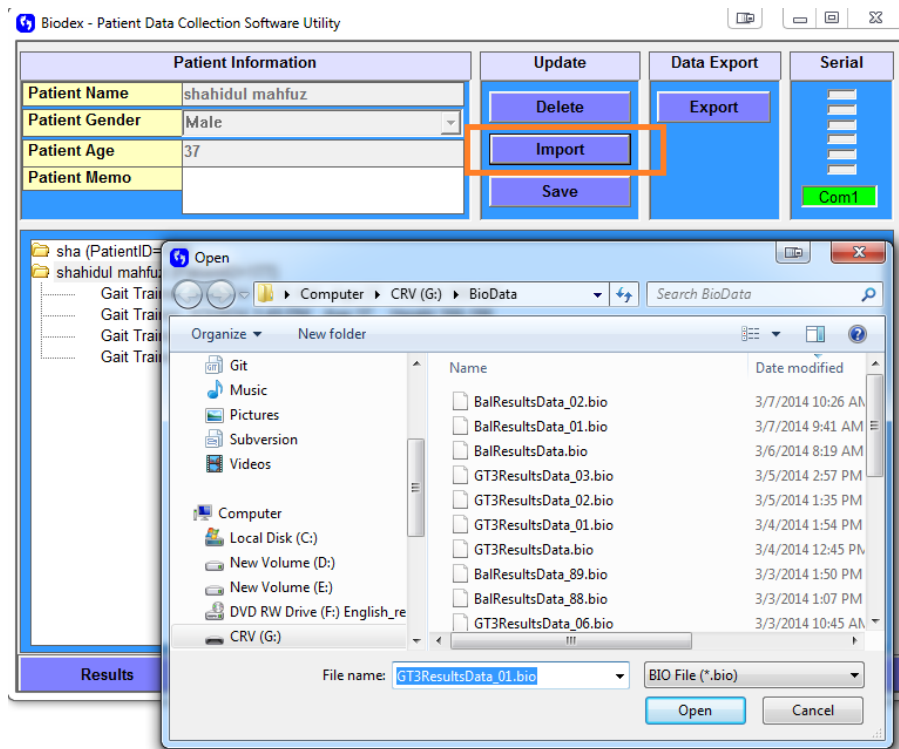 Biodex - Patient Data Collection Software Utility
Patient Information
Update
Data Export
Serial
Patient Name
shahidul mahfuz
Delete
Export
Patient Gender
Male
Import
Patient Age
37
Patient Memo
Save
Com1
sha (PatientID=
shahidul mahfuz
Gait Trai
Gait Trai
Gait Trai
Gait Trai
Open
Computer
CRV (G:)
BioData
Search BioData
Organize
New folder
Git
Music
Pictures
Subversion
Videos
Computer
Local Disk (C:)
New Volume (D:)
New Volume (E:)
DVD RW Drive (F:) English_re
CRV (G:)
Name
Date modified
BalResultsData_02.bio
3/7/2014 10:26 AM
BalResultsData_01.bio
3/7/2014 9:41 AM
BalResultsData.bio
3/6/2014 8:19 AM
GT3ResultsData_03.bio
3/5/2014 2:57 PM
GT3ResultsData_02.bio
3/5/2014 1:35 PM
GT3ResultsData_01.bio
3/4/2014 1:54 PM
GT3ResultsData.bio
3/4/2014 12:45 PM
BalResultsData_89.bio
3/3/2014 1:50 PM
BalResultsData_88.bio
3/3/2014 1:07 PM
GT3ResultsData_06.bio
3/3/2014 10:45 AM
File name:
GT3ResultsData_01.bio
BIO File (*.bio)
Open
Cancel
Results